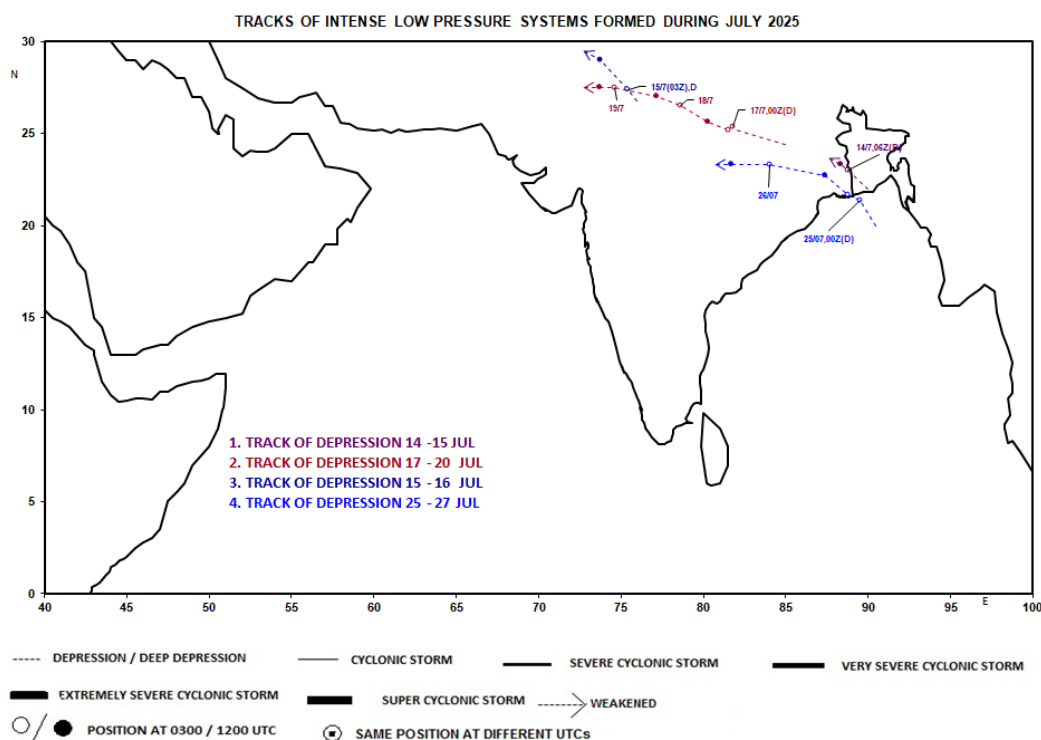 TRACKS OF INTENSE LOW PRESSURE SYSTEMS FORMED DURING JULY 2025
30
N
15/7(03Z),D
19/7
18/7
17/7,00Z(D)
25
14/7,06Z(D)
26/07
25/07,00Z(D)
20
15
10
1. TRACK OF DEPRESSION 14 -15 JUL
2. TRACK OF DEPRESSION 17 - 20 JUL
3. TRACK OF DEPRESSION 15 - 16 JUL
4. TRACK OF DEPRESSION 25 - 27 JUL
5
0
E
40 45 50 55 60 65 70 75 80 85 90 95 100
DEPRESSION / DEEP DEPRESSION CYCLONIC STORM SEVERE CYCLONIC STORM VERY SEVERE CYCLONIC STORM
EXTREMELY SEVERE CYCLONIC STORM SUPER CYCLONIC STORM WEAKENED
/ POSITION AT 0300 / 1200 UTC SAME POSITION AT DIFFERENT UTCs